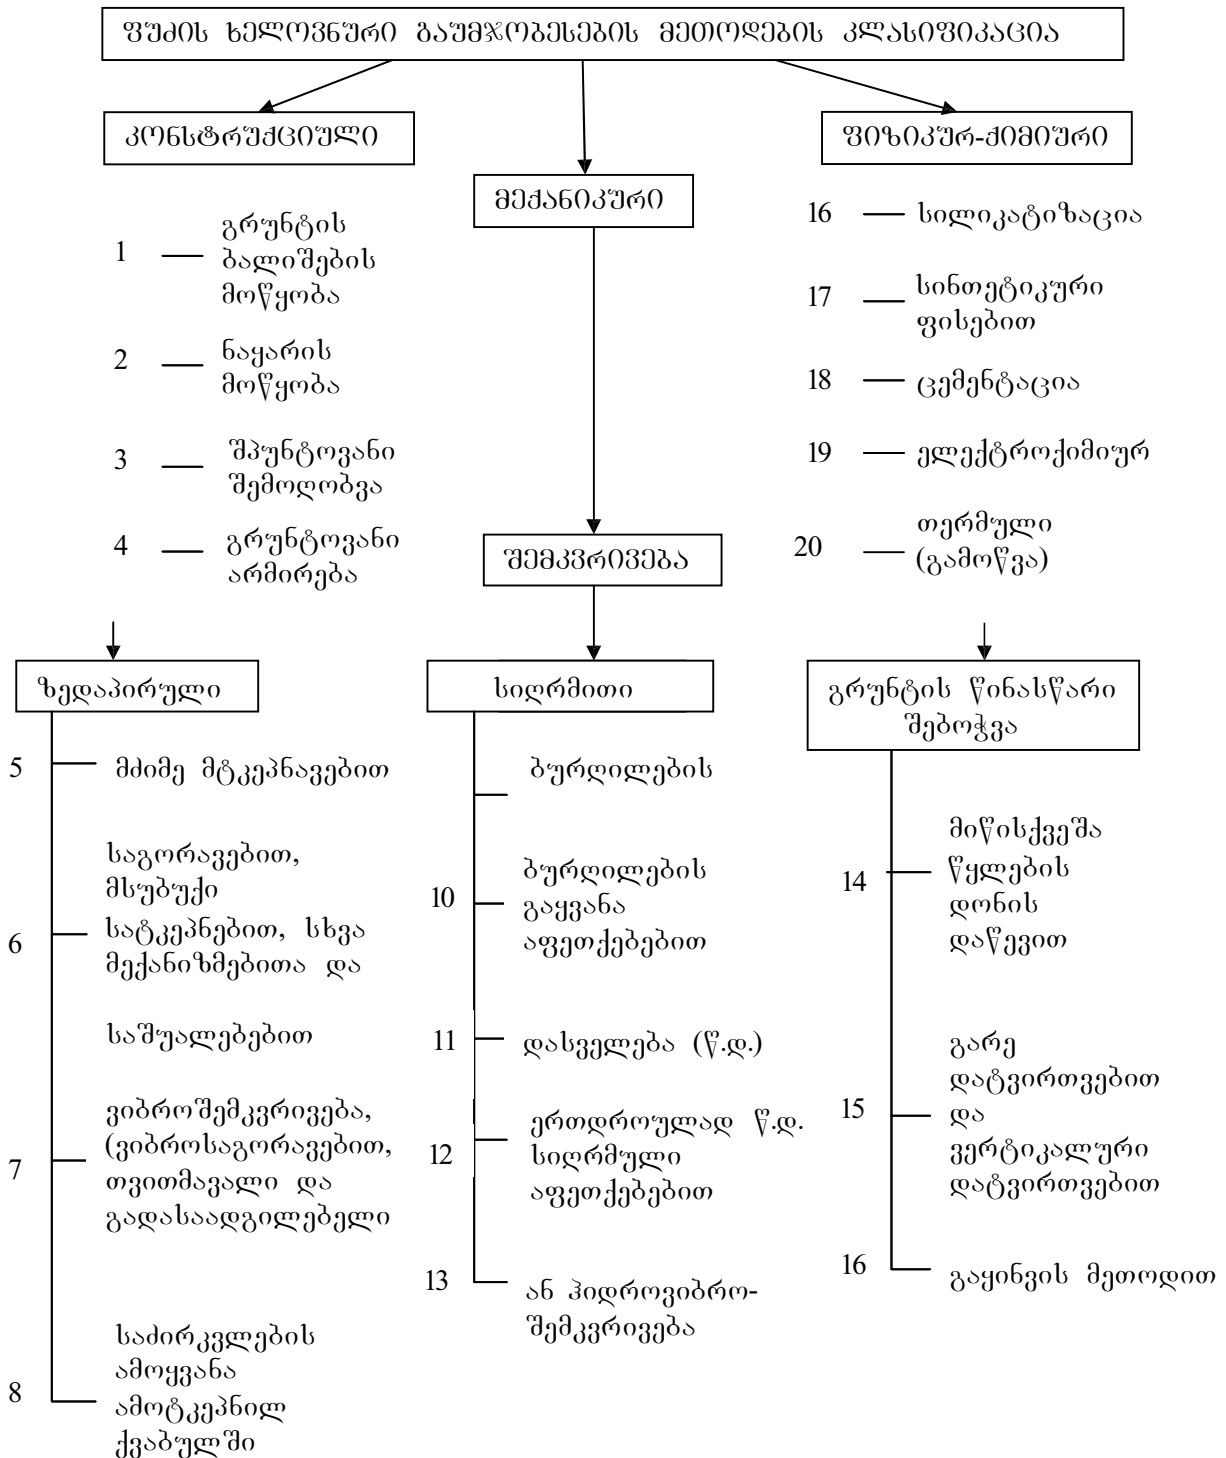 ფუძის ხელოვნური გაუმჯობესების მეთოდების კლასიფიკაცია
კონსტრუქციული
მექანიკური
ფიზიკურ-ქიმიური
1 გრუნტის
ბალიშების
მოწყობა
2 ნაყარის
მოწყობა
3 შპუნტოვანი
შემოღობვა
4 გრუნტოვანი
არმირება
შემკვრივება
16 სილიკატიზაცია
17 სინთეტიკური
ფისებით
18 ცემენტაცია
19 ელექტროქიმიურ
20 თერმული
(გამოწვა)
ზედაპირული
5 მძიმე მტკეპნავებით
საგორავებით,
მსუბუქი
6 სატკეპნებით, სხვა
მექანიზმებითა და
საშუალებებით
ვიბროშემკვრივება,
(ვიბროსაგორავებით,
7 თვითმავალი და
გადასაადგილებელი
საძირკვლების
ამოყვანა
8 ამოტკეპნილ
ქვაბულში
სიღრმითი
ბურღილების
ბურღილების
10 გაყვანა
აფეთქებებით
11 დასველება (წ.დ.)
ერთდროულად წ.დ.
12 სიღრმული
აფეთქებებით
13 ან ჰიდროვიბრო-
შემკვრივება
გრუნტის წინასწარი
შებოჭვა
მიწისქვეშა
14 წყლების
დონის
დაწევით
გარე
დატვირთვებით
15 და
ვერტიკალური
დატვირთვებით
16 გაყინვის მეთოდით